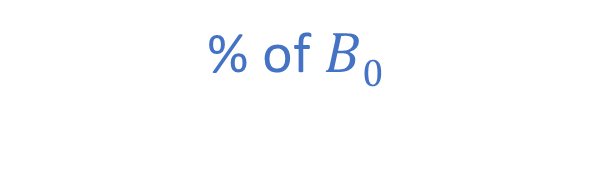 % of B₀